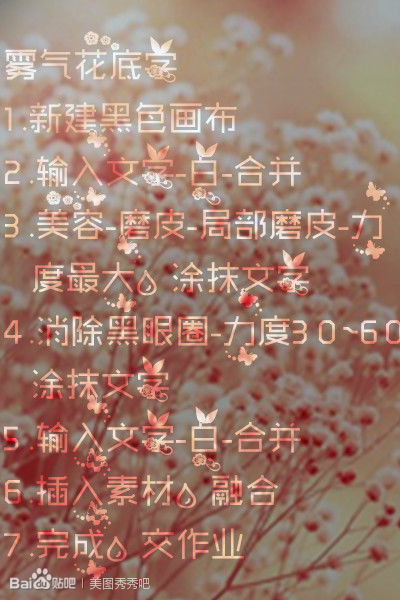 雾气花底字
1.新建黑色画布
2.输入文字-白-合并
3.美容-磨皮-局部磨皮-力
度最大。涂抹文字
4.消除黑眼圈-力度30~60
涂抹文字
5.输入文字-白-合并
6.插入素材。融合
7.完成。交作业
Bai贴吧 | 美图秀秀吧